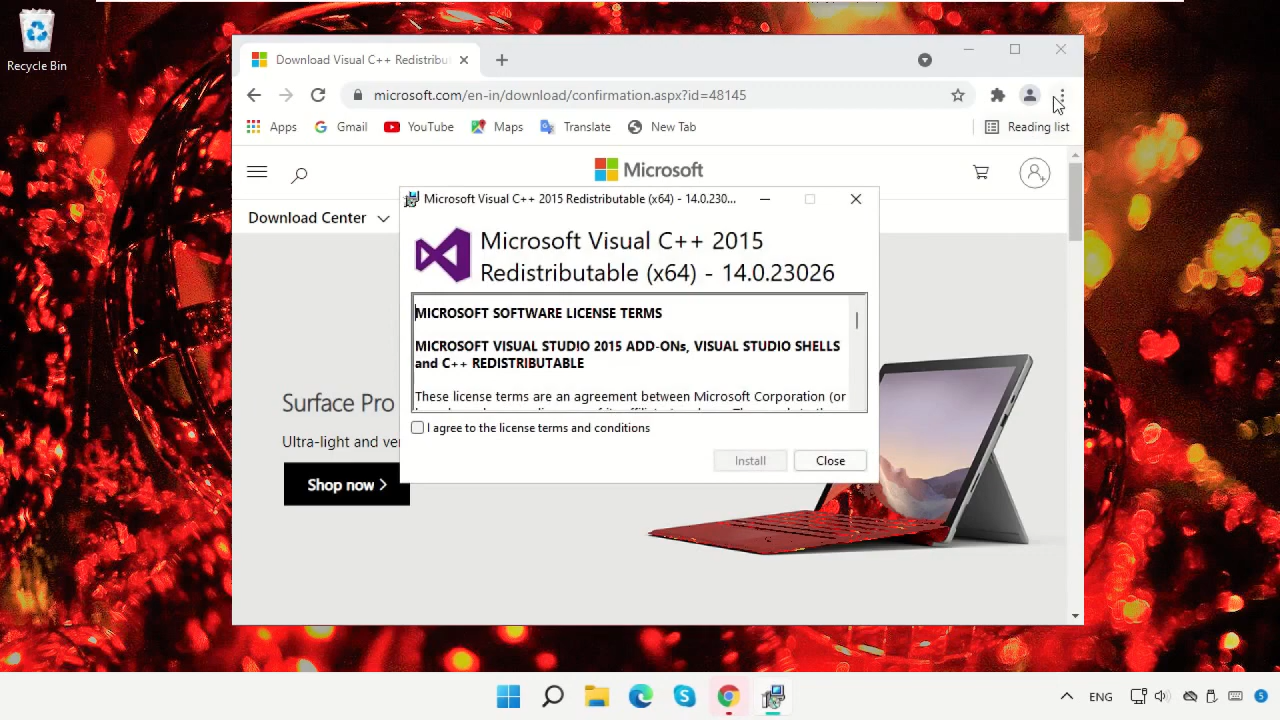 Recycle Bin
Download Visual C++ Redistribu
microsoft.com/en-in/download/confirmation.aspx?id=48145
Apps
Gmail
YouTube
Maps
Translate
New Tab
Reading list
Microsoft
Download Center
Microsoft Visual C++ 2015 Redistributable (x64) - 14.0.230...
Microsoft Visual C++ 2015
Redistributable (x64) - 14.0.23026
MICROSOFT SOFTWARE LICENSE TERMS
MICROSOFT VISUAL STUDIO 2015 ADD-ONs, VISUAL STUDIO SHELLS
and C++ REDISTRIBUTABLE
These license terms are an agreement between Microsoft Corporation (or
I agree to the license terms and conditions
Install
Close
Surface Pro
Ultra-light and ver
Shop now
ENG
5